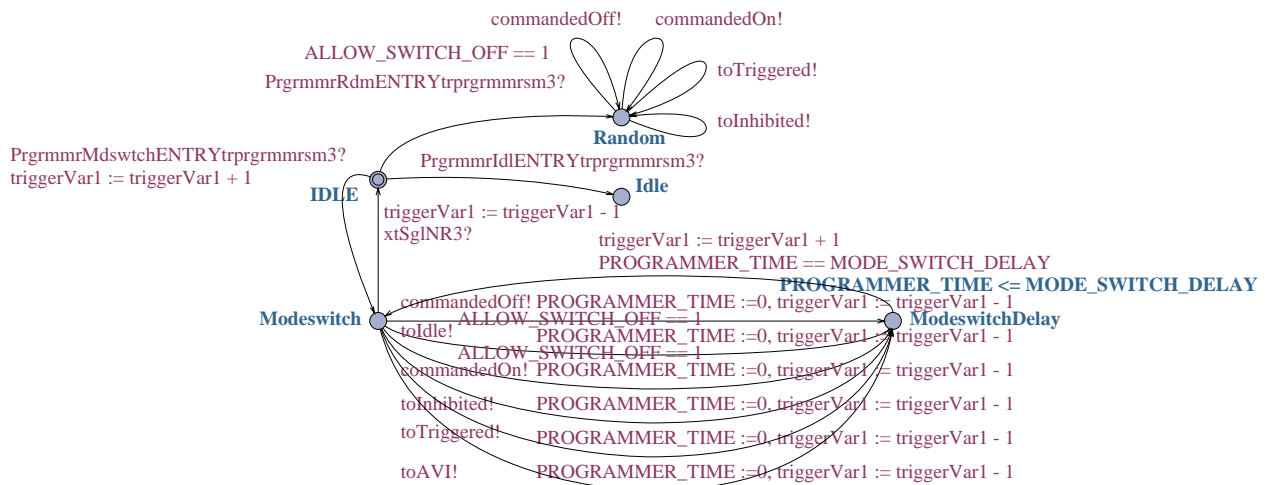 commandedOff! commandedOn!
ALLOW_SWITCH_OFF == 1
toTriggered!
PrgrmmrRdmENTRYtrprgrmmrsm3?
toInhibited!
Random
PrgrmmrMdswtchENTRYtrprgrmmrsm3?
PrgrmmrIdlENTRYtrprgrmmrsm3?
triggerVar1 := triggerVar1 + 1
IDLE
Idle
triggerVar1 := triggerVar1 - 1
xtSglNR3?
triggerVar1 := triggerVar1 + 1
PROGRAMMER_TIME == MODE_SWITCH_DELAY
PROGRAMMER_TIME <= MODE_SWITCH_DELAY
commandedOff! PROGRAMMER_TIME :=0, triggerVar1 := triggerVar1 - 1
Modeswitch
ALLOW_SWITCH_OFF == 1
ModeswitchDelay
toIdle! PROGRAMMER_TIME :=0, triggerVar1 := triggerVar1 - 1
ALLOW_SWITCH_OFF == 1
commandedOn! PROGRAMMER_TIME :=0, triggerVar1 := triggerVar1 - 1
toInhibited! PROGRAMMER_TIME :=0, triggerVar1 := triggerVar1 - 1
toTriggered! PROGRAMMER_TIME :=0, triggerVar1 := triggerVar1 - 1
toAVI! PROGRAMMER_TIME :=0, triggerVar1 := triggerVar1 - 1